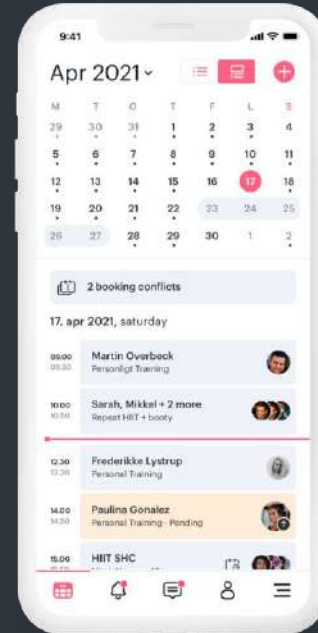 9:41
Apr 2021
M T O T F L S
29 30 31 1 2 3 4
5 6 7 8 9 10 11
12 13 14 15 16 17 18
19 20 21 22 23 24 25
26 27 28 29 30 1 2
2 booking conflicts
17. apr 2021, saturday
09.00 Martin Overbeck
09.50 Personligt Træning
10.00 Sarah, Mikkel + 2 more
10.50 Repeat HIIT + booty
12.30 Frederikke Lystrup
Personal Training
14.00 Paulina Gonalez
14.50 Personal Training - Pending
15.00 HIIT SHC